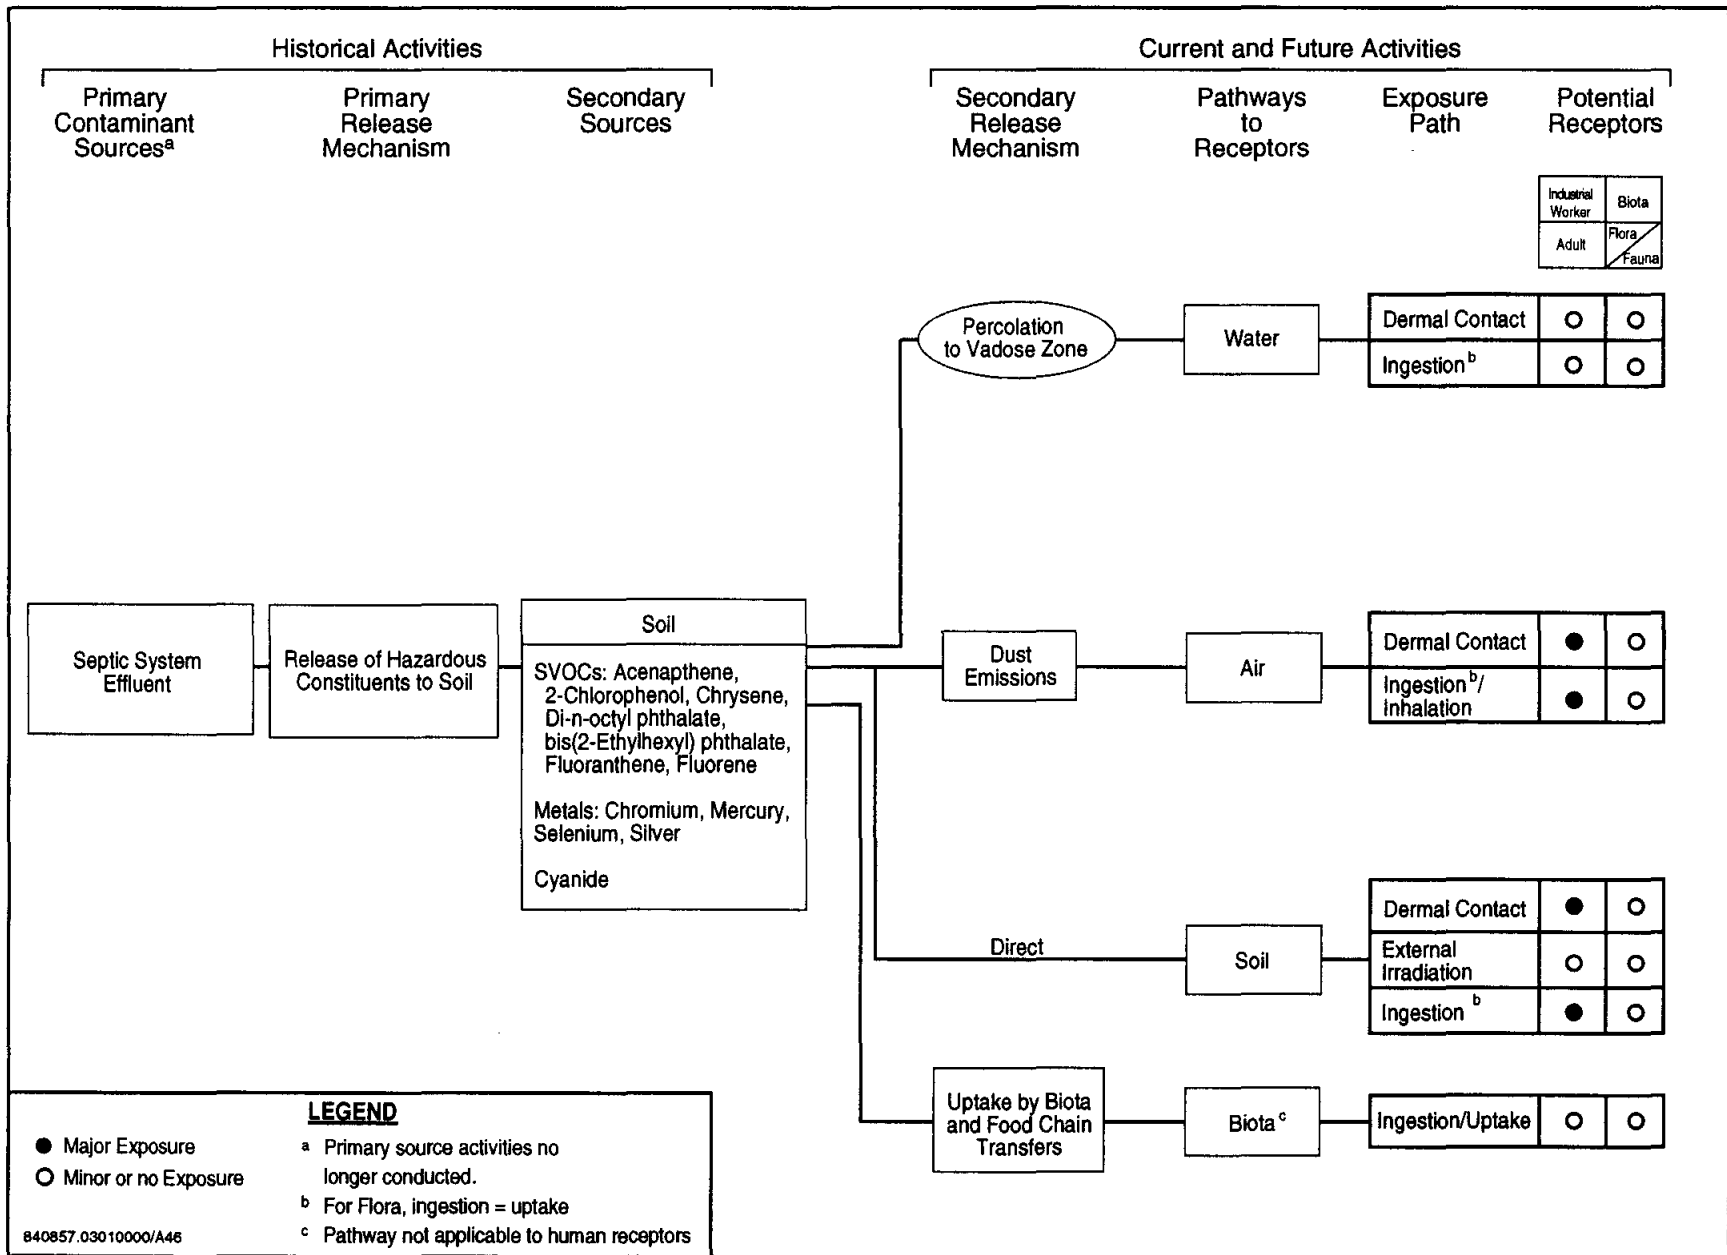 Historical Activities
Current and Future Activities
Primary
Contaminant
Sourcesᵃ
Primary
Release
Mechanism
Secondary
Sources
Secondary
Release
Mechanism
Pathways
to
Receptors
Exposure
Path
Potential
Receptors
Industrial
Worker
Biota
Adult
Flora
Fauna
Percolation
to Vadose Zone
Water
Dermal Contact
Ingestion ᵇ
Septic System
Effluent
Release of Hazardous
Constituents to Soil
Soil
SVOCs: Acenapthene,
2-Chlorophenol, Chrysene,
Di-n-octyl phthalate,
bis(2-Ethylhexyl) phthalate,
Fluoranthene, Fluorene
Metals: Chromium, Mercury,
Selenium, Silver
Cyanide
Dust
Emissions
Air
Dermal Contact
Ingestion ᵇ/
Inhalation
Direct
Soil
Dermal Contact
External
Irradiation
Ingestion ᵇ
Uptake by Biota
and Food Chain
Transfers
Biota ᶜ
Ingestion/Uptake
LEGEND
● Major Exposure
O Minor or no Exposure
a Primary source activities no
longer conducted.
b For Flora, ingestion = uptake
c Pathway not applicable to human receptors
840857.03010000/A46